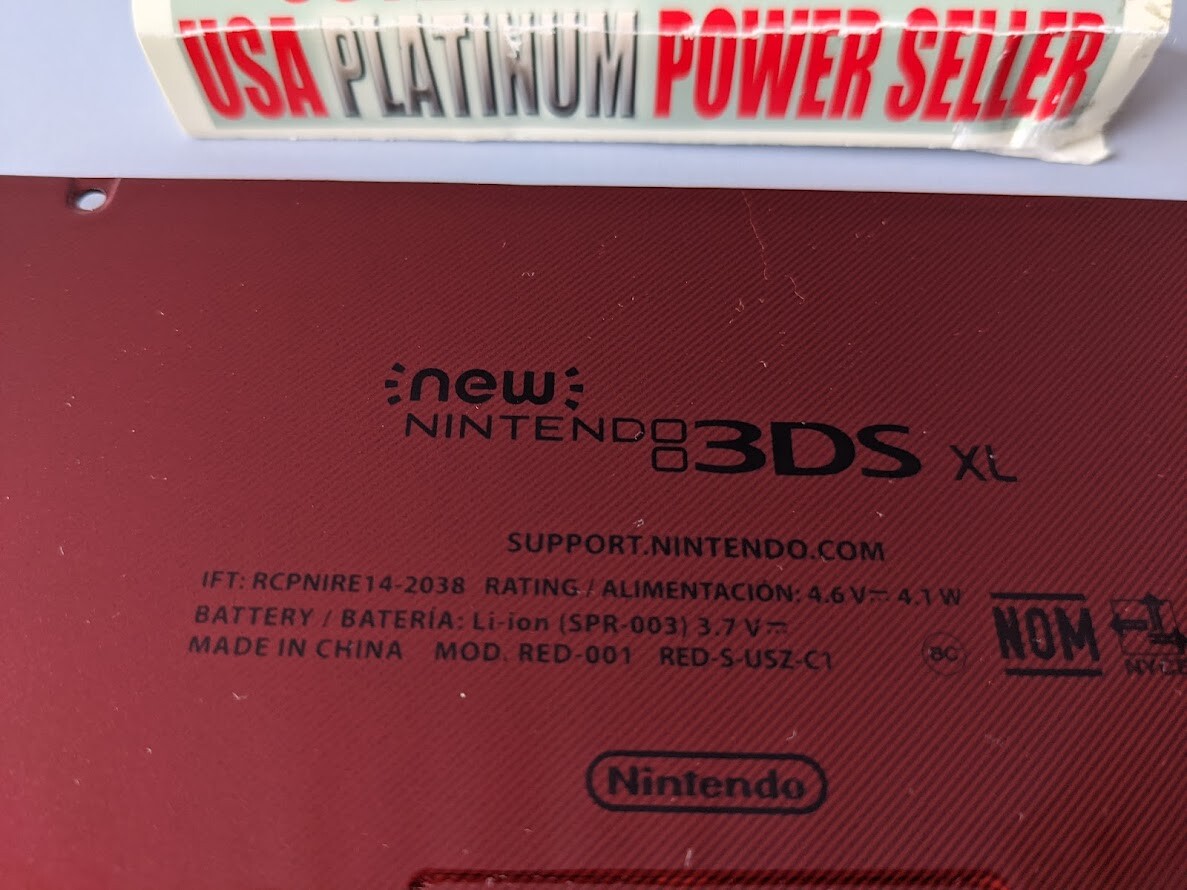 USA PLATINUM POWER SELLER
new
NINTENDO 3DS XL
SUPPORT.NINTENDO.COM
IFT: RCPNIRE14-2038 RATING / ALIMENTACIÓN: 4.6 V⎓ 4.1 W
BATTERY / BATERÍA: Li-ion (SPR-003) 3.7 V⎓
MADE IN CHINA MOD. RED-001 RED-S-USZ-C1
BC
NOM
NYCE
Nintendo